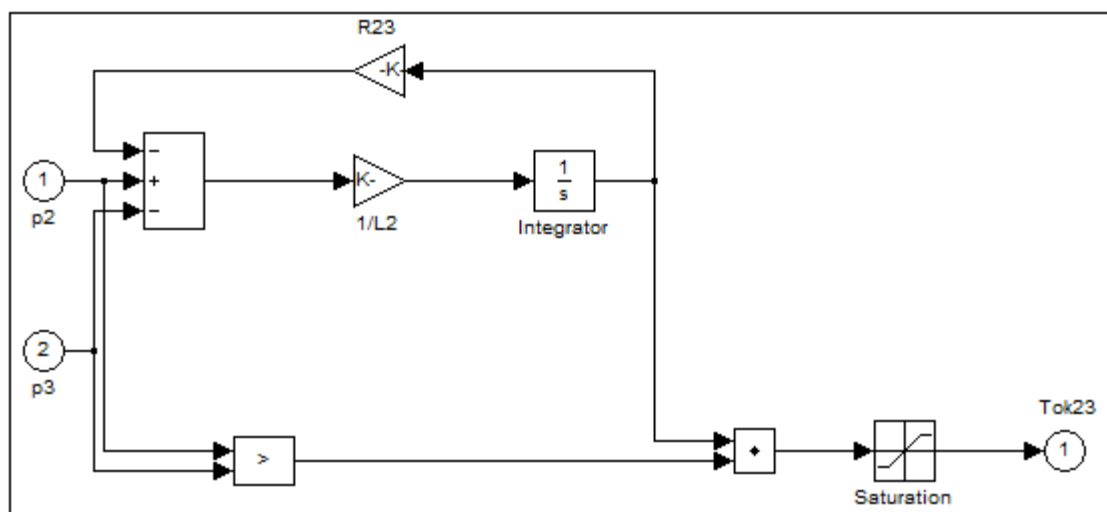 R23
-K
−
1
+
−
p2
K-
1/L2
1
s
Integrator
2
p3
>
Tok23
1
Saturation